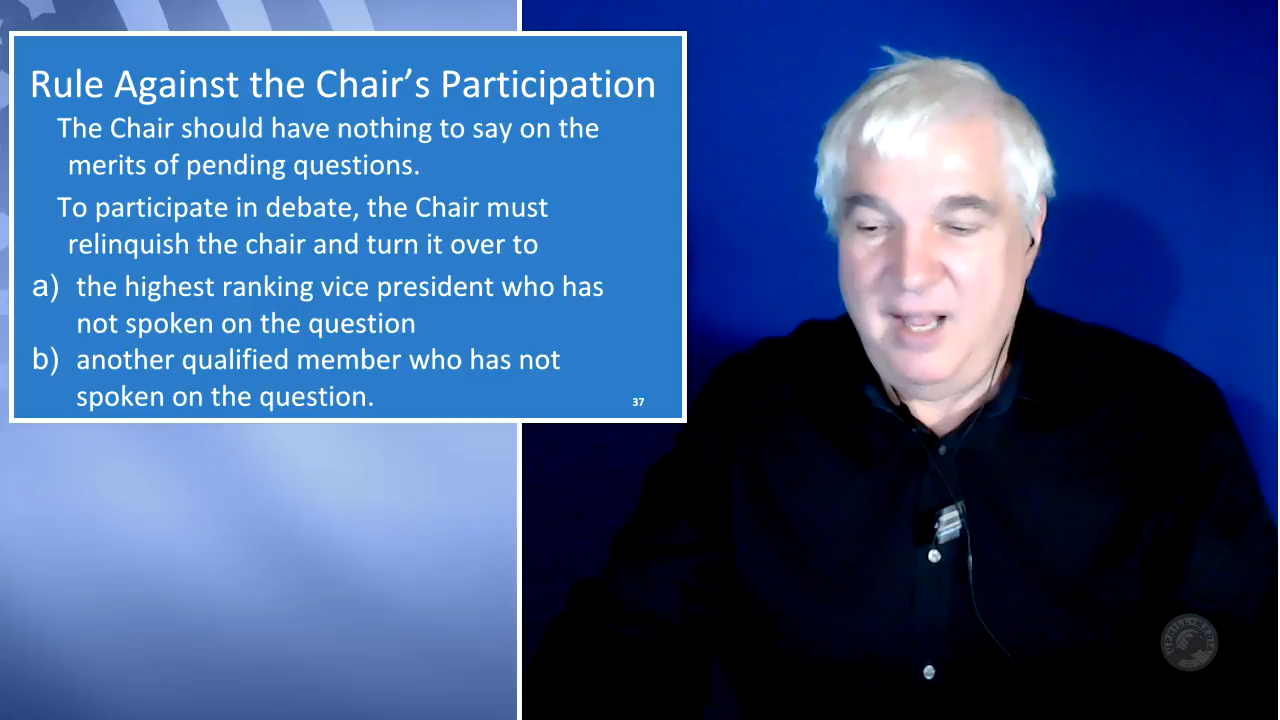 Rule Against the Chair’s Participation
The Chair should have nothing to say on the
merits of pending questions.
To participate in debate, the Chair must
relinquish the chair and turn it over to
a) the highest ranking vice president who has
not spoken on the question
b) another qualified member who has not
spoken on the question.
37